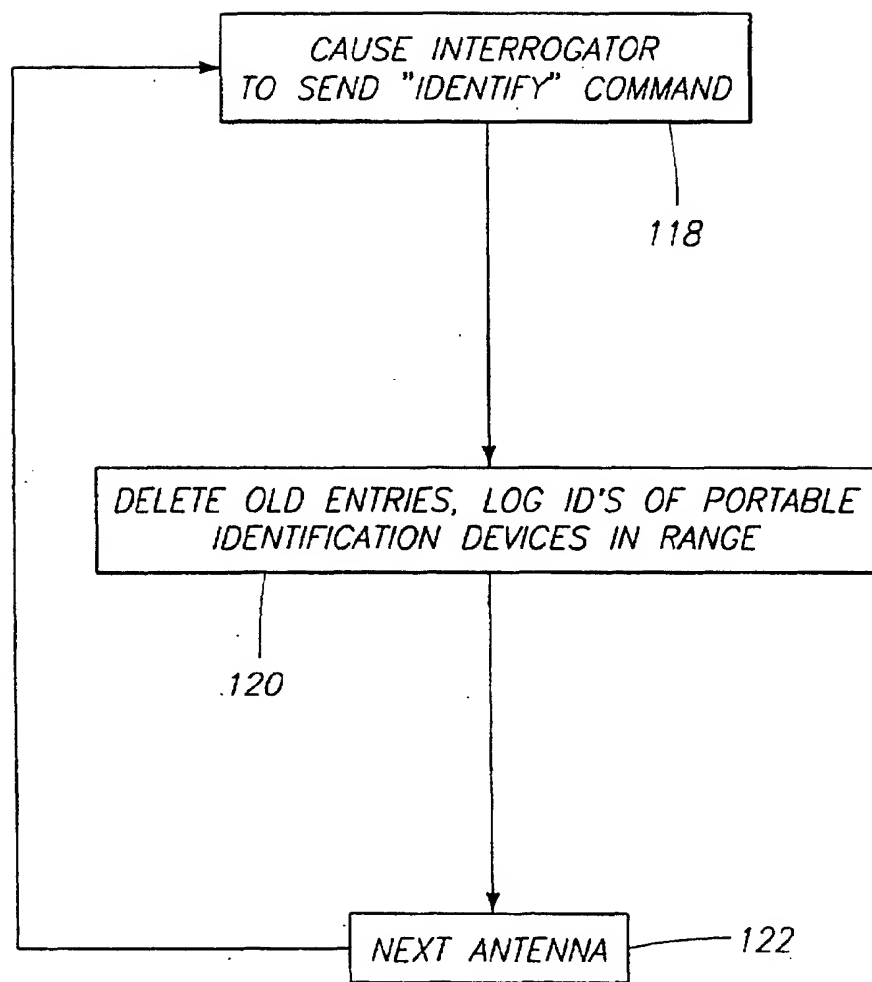 CAUSE INTERROGATOR
TO SEND "IDENTIFY" COMMAND
118
DELETE OLD ENTRIES, LOG ID'S OF PORTABLE
IDENTIFICATION DEVICES IN RANGE
120
NEXT ANTENNA
122